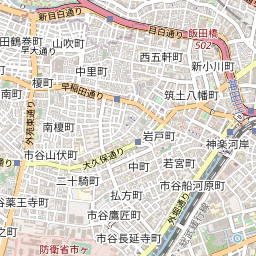 新目白通り
目白通り
飯田橋
502
田鶴巻町
山吹町
早大通り
西五軒町
新小川町
中里町
榎町
早稲田通り
筑土八幡町
南町
外苑東通り
南榎町
岩戸町
神楽河岸
市谷山伏町
大久保通り
中町
若宮町
二十騎町
市谷船河原町
谷薬王寺町
払方町
外堀通り
市谷鷹匠町
市谷長延寺町
防衛省市ヶ